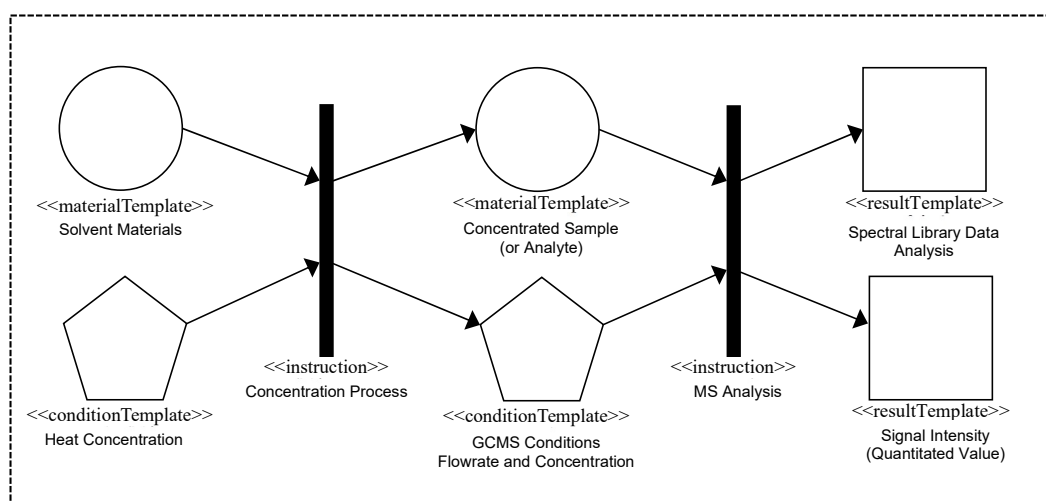 <<materialTemplate>>
Solvent Materials
<<materialTemplate>>
Concentrated Sample
(or Analyte)
<<resultTemplate>>
Spectral Library Data
Analysis
<<instruction>>
Concentration Process
<<instruction>>
MS Analysis
<<conditionTemplate>>
Heat Concentration
<<conditionTemplate>>
GCMS Conditions
Flowrate and Concentration
<<resultTemplate>>
Signal Intensity
(Quantitated Value)